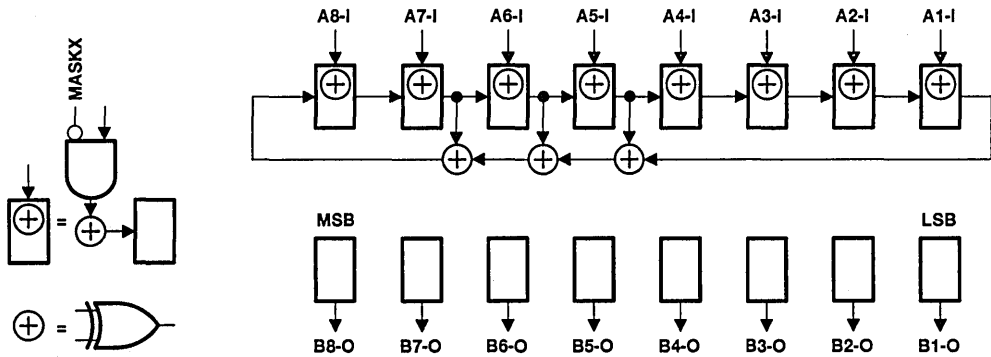 A8-I A7-I A6-I A5-I A4-I A3-I A2-I A1-I
MASKX
=
=
MSB LSB
B8-O B7-O B6-O B5-O B4-O B3-O B2-O B1-O